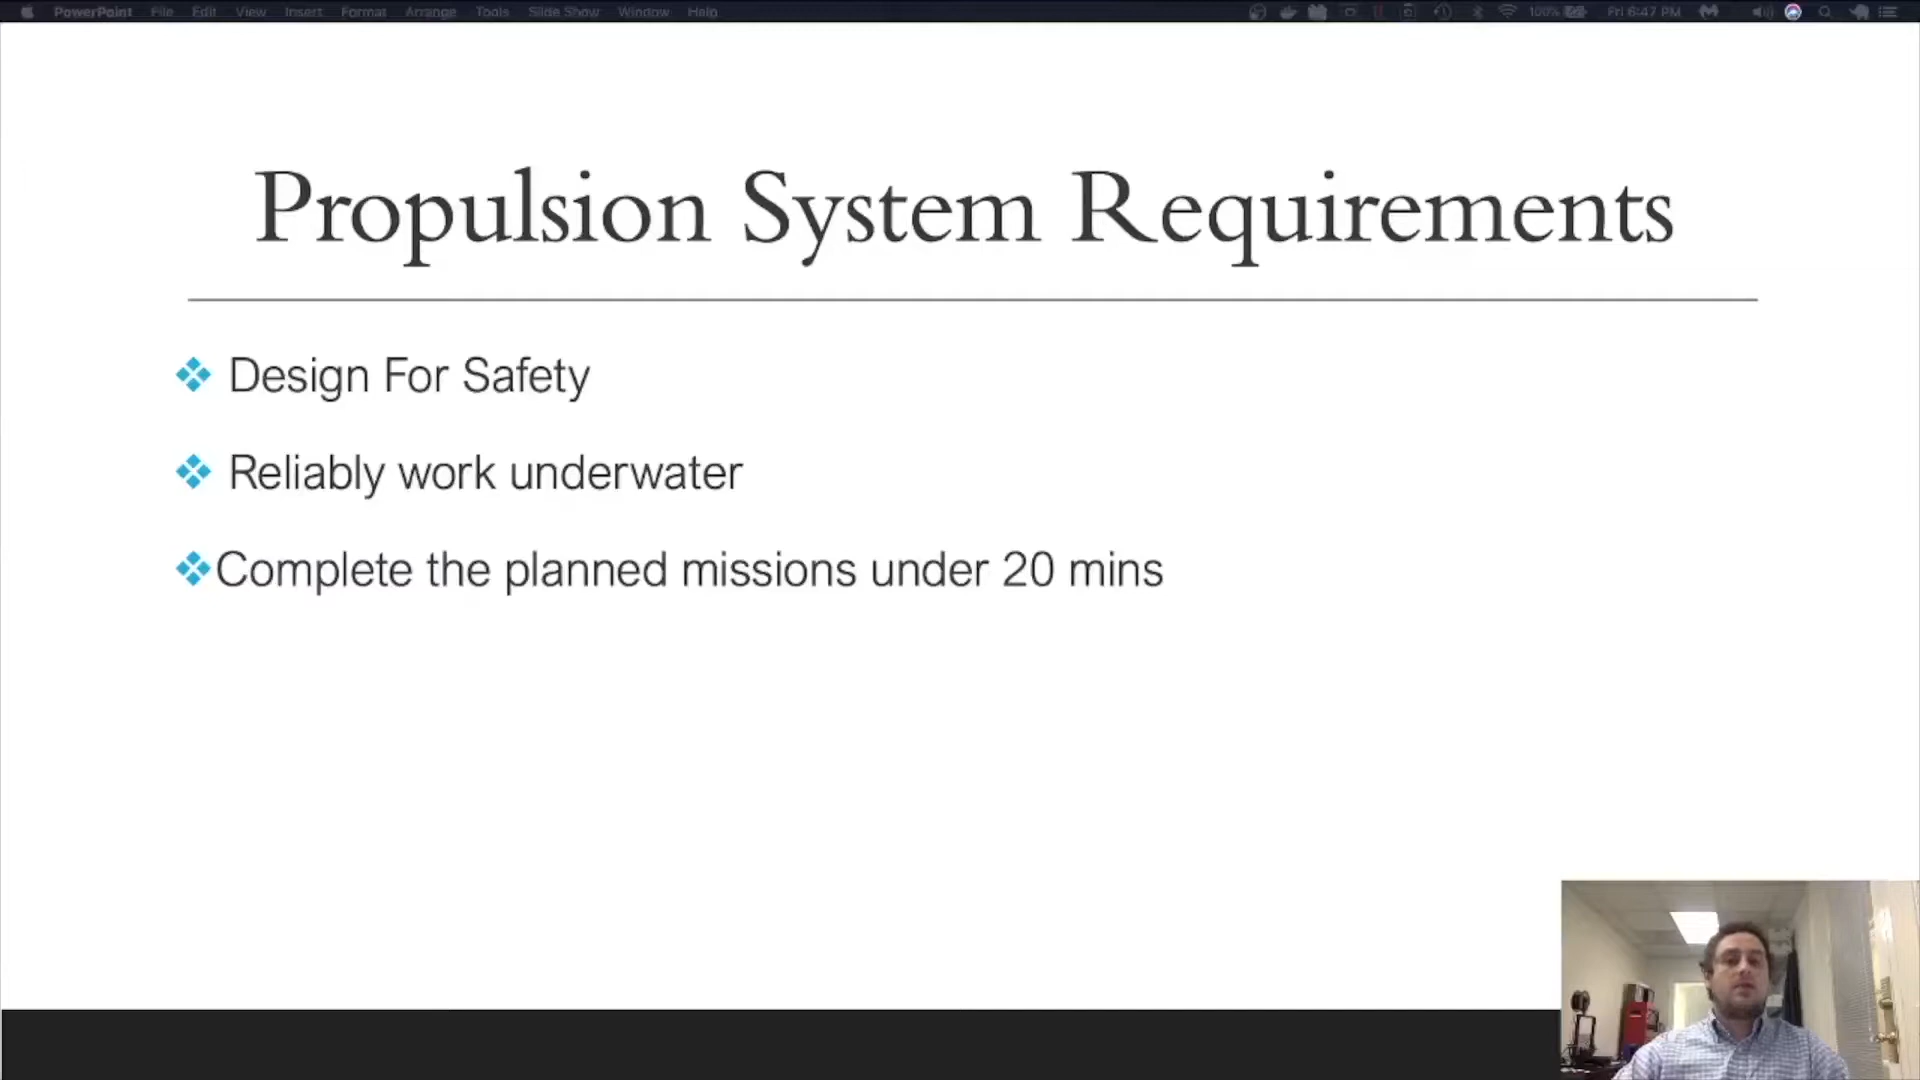 PowerPoint File Edit View Insert Format Arrange Tools Slide Show Window Help 100% Fri 6:47 PM
Propulsion System Requirements
Design For Safety
Reliably work underwater
Complete the planned missions under 20 mins